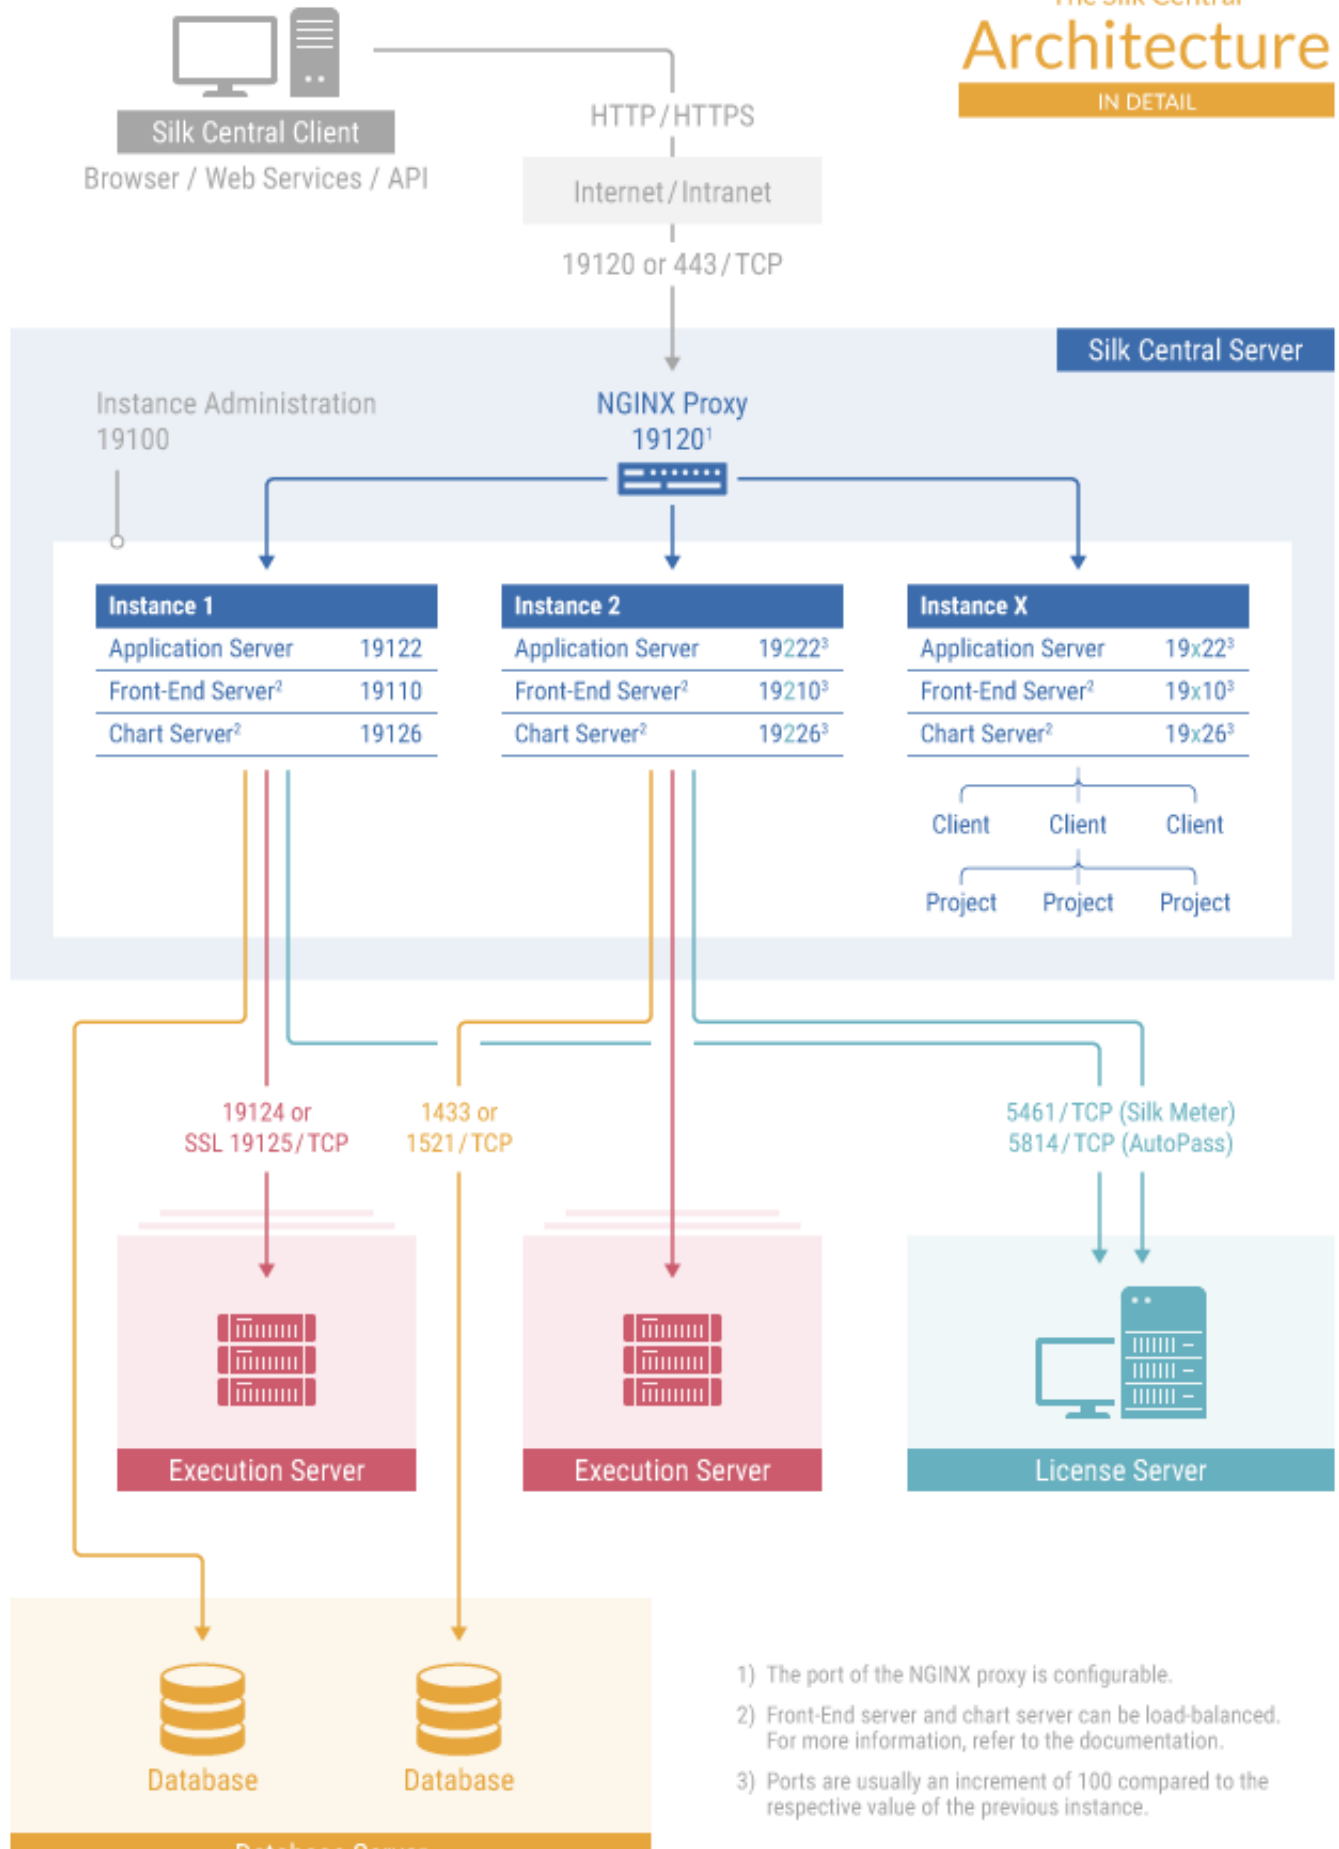 The Silk Central
Architecture
IN DETAIL
Silk Central Client
Browser / Web Services / API
HTTP/HTTPS
Internet/Intranet
19120 or 443/TCP
Silk Central Server
Instance Administration
19100
NGINX Proxy
19120¹
Instance 1
Application Server 19122
Front-End Server² 19110
Chart Server² 19126
Instance 2
Application Server 19222³
Front-End Server² 19210³
Chart Server² 19226³
Instance X
Application Server 19x22³
Front-End Server² 19x10³
Chart Server² 19x26³
Client Client Client
Project Project Project
19124 or
SSL 19125/TCP
1433 or
1521/TCP
5461/TCP (Silk Meter)
5814/TCP (AutoPass)
Execution Server
Execution Server
License Server
Database
Database
Database Server
1) The port of the NGINX proxy is configurable.
2) Front-End server and chart server can be load-balanced.
For more information, refer to the documentation.
3) Ports are usually an increment of 100 compared to the
respective value of the previous instance.